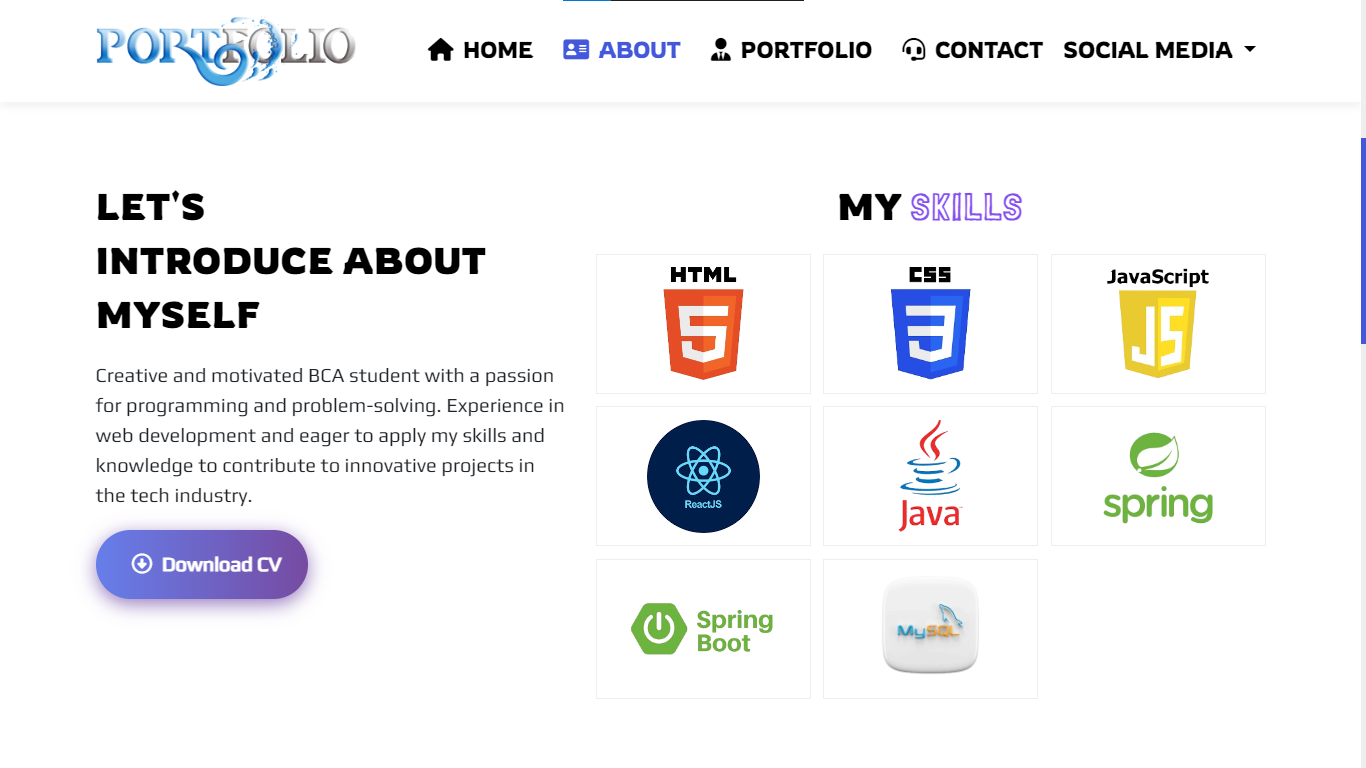 PORTFOLIO
HOME ABOUT PORTFOLIO CONTACT SOCIAL MEDIA
LET'S
INTRODUCE ABOUT
MYSELF
Creative and motivated BCA student with a passion
for programming and problem-solving. Experience in
web development and eager to apply my skills and
knowledge to contribute to innovative projects in
the tech industry.
Download CV
MY SKILLS
HTML
5
CSS
3
JavaScript
JS
ReactJS
Java
spring
Spring
Boot
MySQL